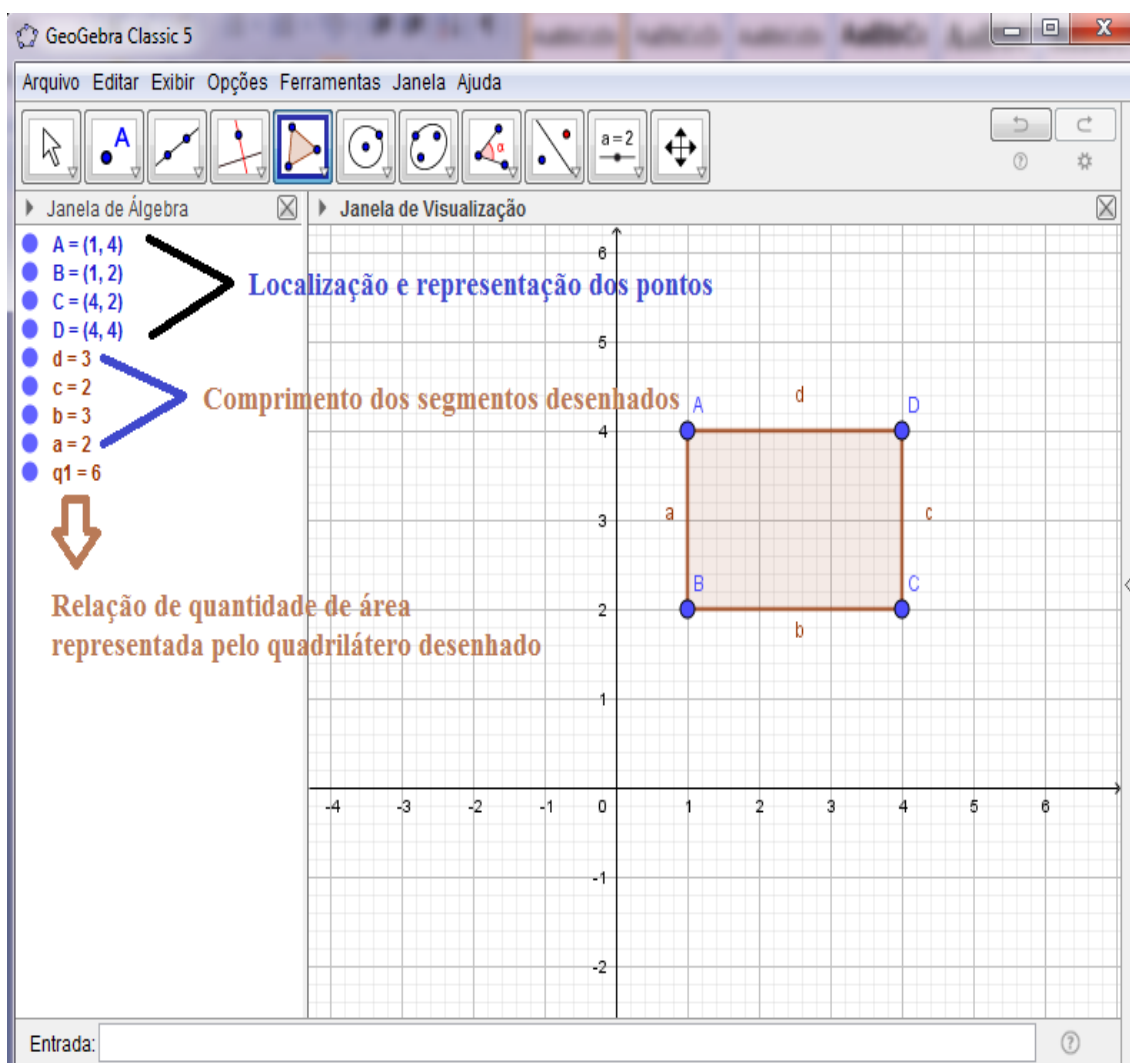 GeoGebra Classic 5
Arquivo Editar Exibir Opções Ferramentas Janela Ajuda
A
α
a = 2
Janela de Álgebra
Janela de Visualização
A = (1, 4)
B = (1, 2)
C = (4, 2)
D = (4, 4)
d = 3
c = 2
b = 3
a = 2
q1 = 6
Localização e representação dos pontos
Comprimento dos segmentos desenhados
Relação de quantidade de área
representada pelo quadrilátero desenhado
6
5
4
3
2
1
-1
-2
-4 -3 -2 -1 0 1 2 3 4 5 6
A d D
a c
B C
b
Entrada: